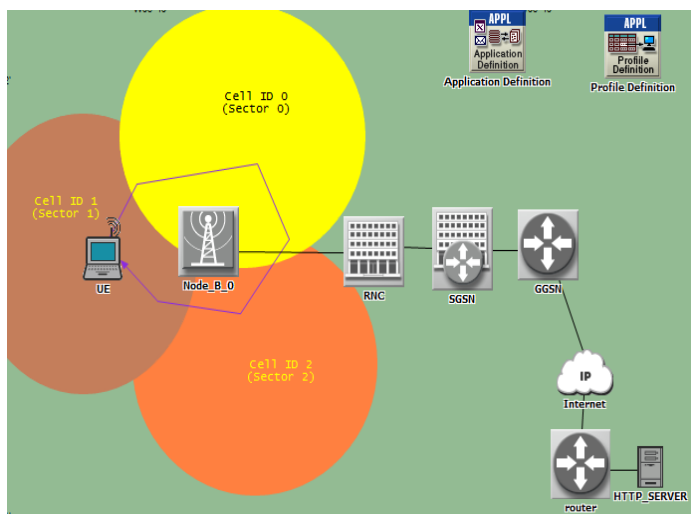 APPL
Application
Definition
Application Definition
APPL
Profile
Definition
Profile Definition
Cell ID 0
(Sector 0)
Cell ID 1
(Sector 1)
UE
Node_B_0
RNC
SGSN
GGSN
Cell ID 2
(Sector 2)
IP
Internet
router
HTTP_SERVER